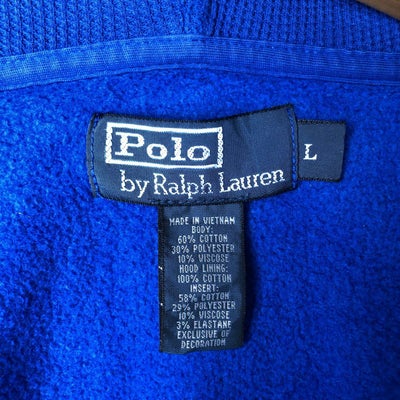 Polo
by Ralph Lauren
L
MADE IN VIETNAM
BODY:
60% COTTON
30% POLYESTER
10% VISCOSE
HOOD LINING:
100% COTTON
INSERT:
58% COTTON
29% POLYESTER
10% VISCOSE
3% ELASTANE
EXCLUSIVE OF
DECORATION